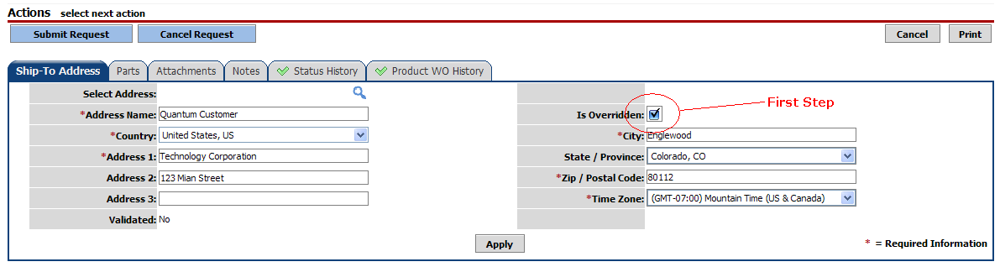 Actions select next action
Submit Request Cancel Request Cancel Print
Ship-To Address Parts Attachments Notes Status History Product WO History
Select Address:
*Address Name: Quantum Customer Is Overridden: First Step
*Country: United States, US *City: Englewood
*Address 1: Technology Corporation State / Province: Colorado, CO
Address 2: 123 Mian Street *Zip / Postal Code: 80112
Address 3: *Time Zone: (GMT-07:00) Mountain Time (US & Canada)
Validated: No
Apply * = Required Information